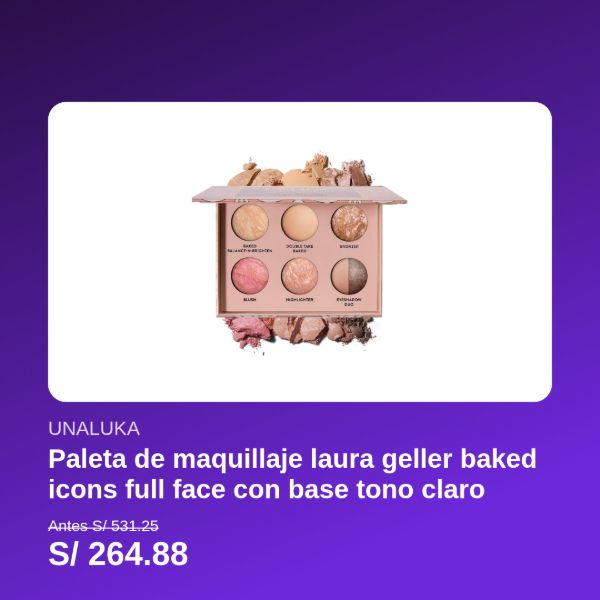 BAKED
BALANCE-N-BRIGHTEN
DOUBLE TAKE
BAKED
BRONZER
BLUSH
HIGHLIGHTER
EYESHADOW
DUO
UNALUKA
Paleta de maquillaje laura geller baked
icons full face con base tono claro
Antes S/ 531.25
S/ 264.88